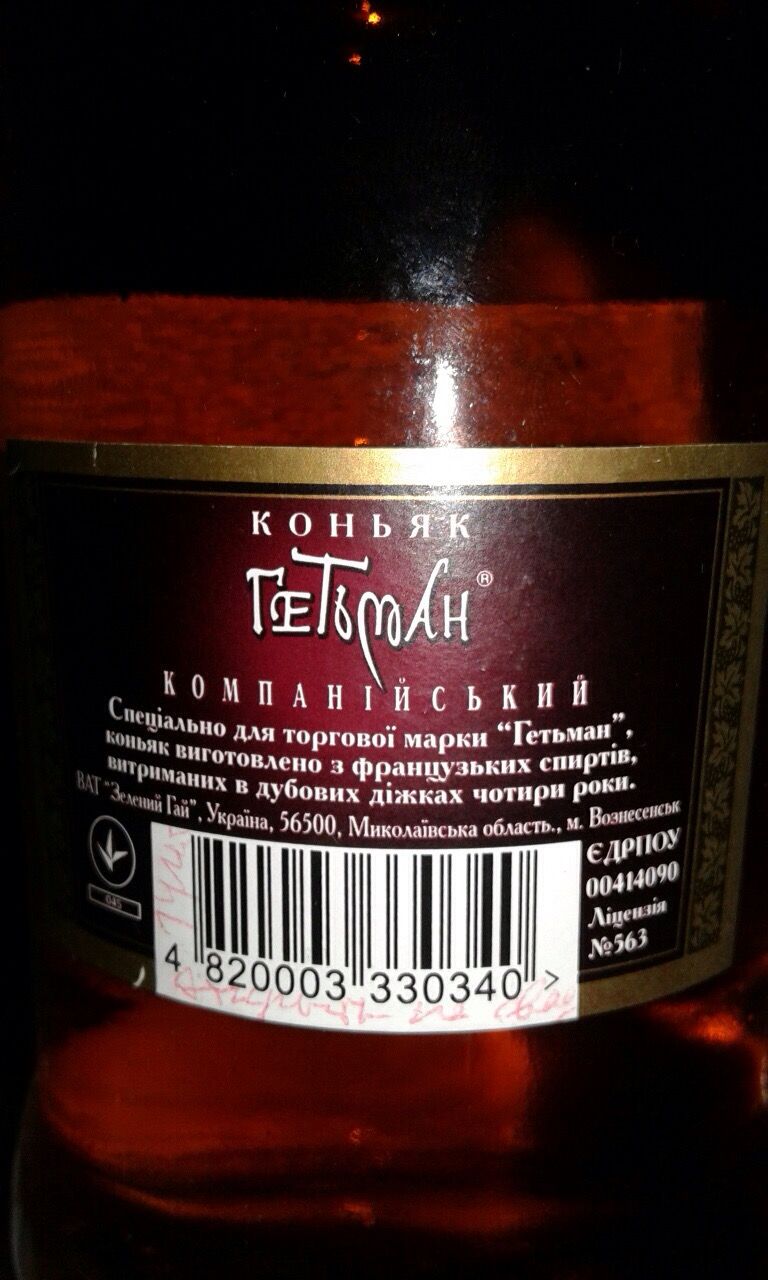 КОНЬЯК
ГЕТЬМАН®
КОМПАНІЙСЬКИЙ
Спеціально для торгової марки “Гетьман”,
коньяк виготовлено з французьких спиртів,
витриманих в дубових діжках чотири роки.
ВАТ “Зелений Гай”, Україна, 56500, Миколаївська область., м. Вознесенськ
045
ЄДРПОУ
00414090
Ліцензія
№563
4 820003 330340 >